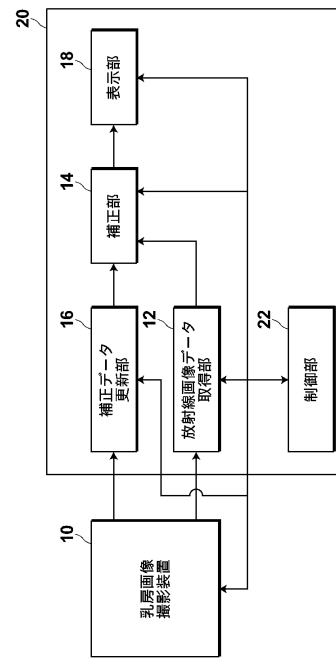 20
10
乳房画像
撮影装置
16
補正データ
更新部
14
補正部
18
表示部
12
放射線画像データ
取得部
22
制御部